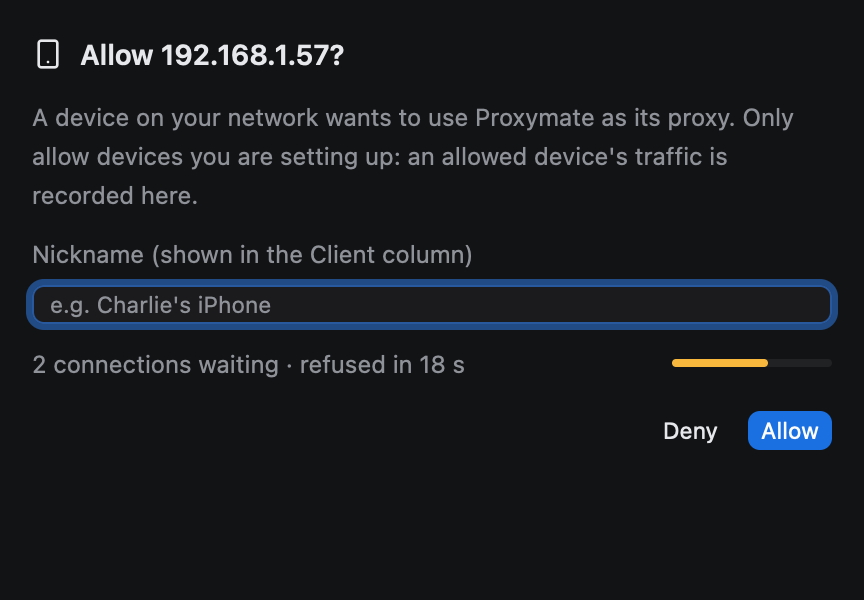 Allow 192.168.1.57?
A device on your network wants to use Proxymate as its proxy. Only
allow devices you are setting up: an allowed device's traffic is
recorded here.
Nickname (shown in the Client column)
e.g. Charlie's iPhone
2 connections waiting · refused in 18 s
Deny Allow